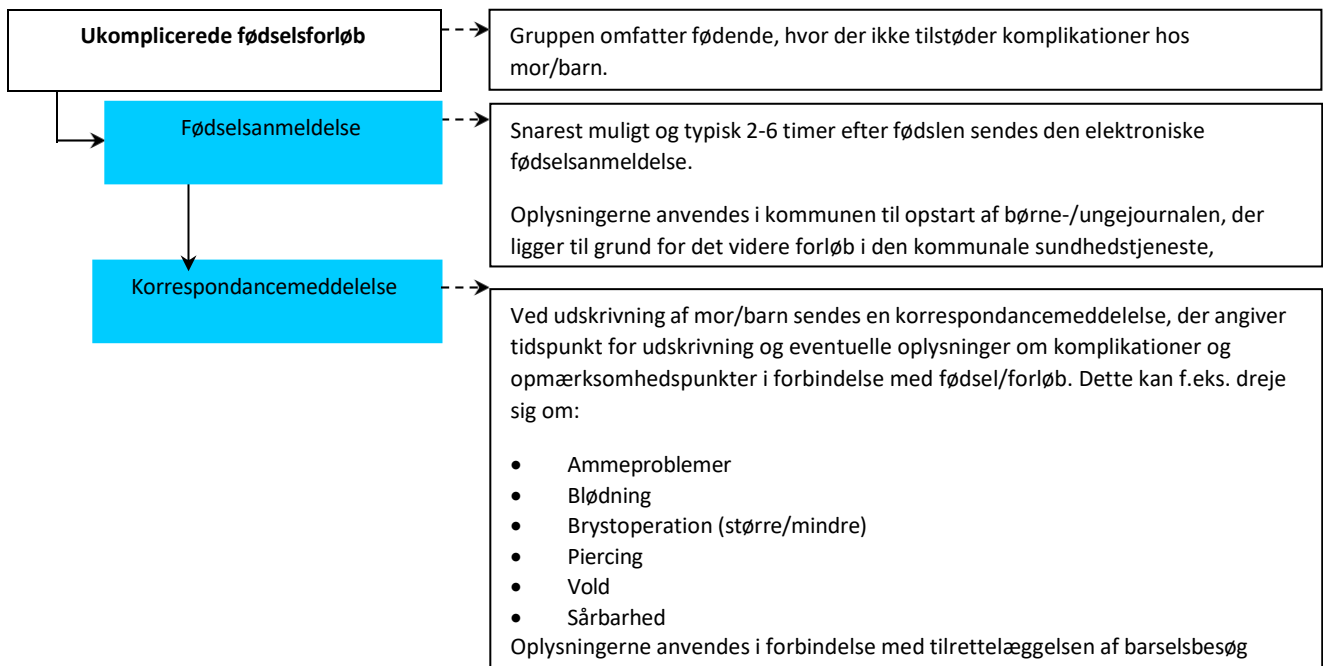 Ukomplicerede fødselsforløb
Gruppen omfatter fødende, hvor der ikke tilstøder komplikationer hos
mor/barn.
Fødselsanmeldelse
Snarest muligt og typisk 2-6 timer efter fødslen sendes den elektroniske
fødselsanmeldelse.
Oplysningerne anvendes i kommunen til opstart af børne-/ungejournalen, der
ligger til grund for det videre forløb i den kommunale sundhedstjeneste,
Korrespondancemeddelelse
Ved udskrivning af mor/barn sendes en korrespondancemeddelelse, der angiver
tidspunkt for udskrivning og eventuelle oplysninger om komplikationer og
opmærksomhedspunkter i forbindelse med fødsel/forløb. Dette kan f.eks. dreje
sig om:
• Ammeproblemer
• Blødning
• Brystoperation (større/mindre)
• Piercing
• Vold
• Sårbarhed
Oplysningerne anvendes i forbindelse med tilrettelæggelsen af barselsbesøg